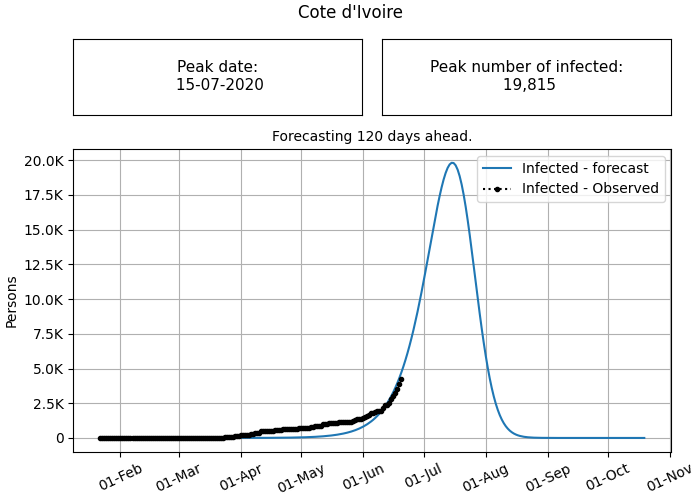 Cote d'Ivoire
Peak date:
15-07-2020
Peak number of infected:
19,815
Forecasting 120 days ahead.
Infected - forecast
Infected - Observed
Persons
20.0K
17.5K
15.0K
12.5K
10.0K
7.5K
5.0K
2.5K
0
01-Feb
01-Mar
01-Apr
01-May
01-Jun
01-Jul
01-Aug
01-Sep
01-Oct
01-Nov